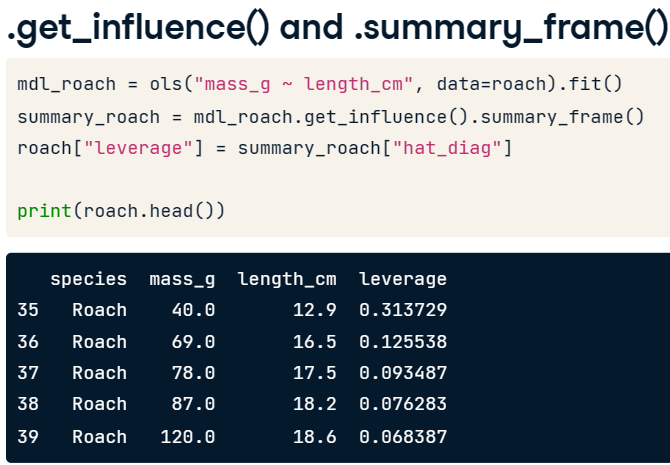 .get_influence() and .summary_frame()
mdl_roach = ols("mass_g ~ length_cm", data=roach).fit()
summary_roach = mdl_roach.get_influence().summary_frame()
roach["leverage"] = summary_roach["hat_diag"]
print(roach.head())
species mass_g length_cm leverage
35 Roach 40.0 12.9 0.313729
36 Roach 69.0 16.5 0.125538
37 Roach 78.0 17.5 0.093487
38 Roach 87.0 18.2 0.076283
39 Roach 120.0 18.6 0.068387